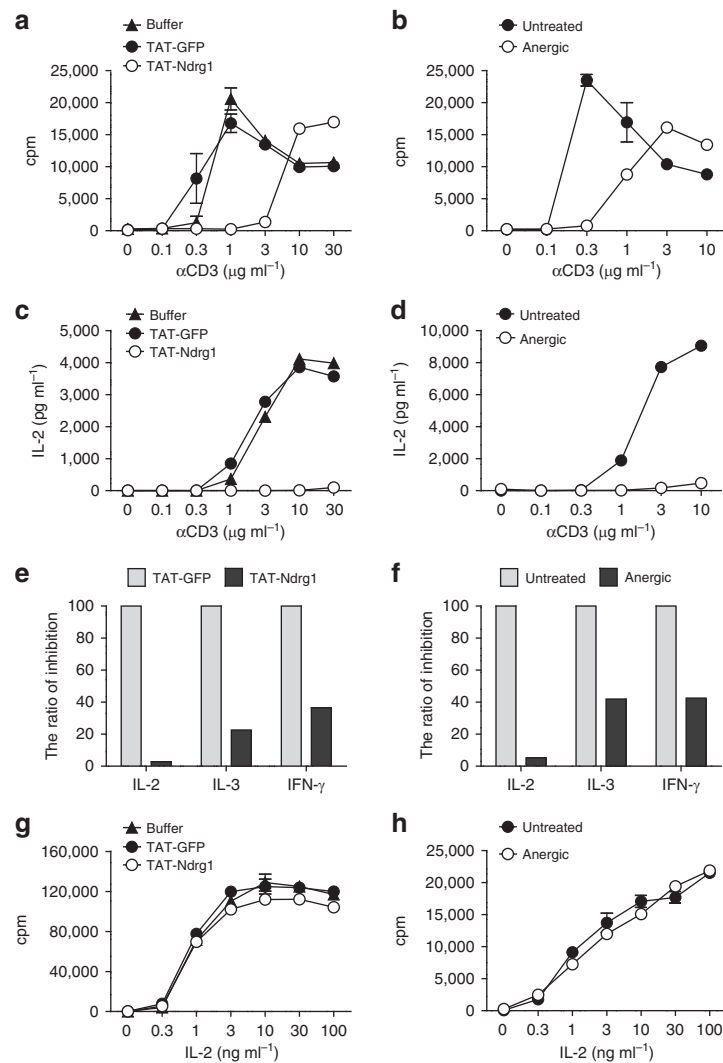 a
Buffer
TAT-GFP
TAT-Ndrg1
25,000
20,000
15,000
10,000
5,000
0
cpm
0 0.1 0.3 1 3 10 30
αCD3 (μg ml⁻¹)
b
Untreated
Anergic
25,000
20,000
15,000
10,000
5,000
0
cpm
0 0.1 0.3 1 3 10
αCD3 (μg ml⁻¹)
c
Buffer
TAT-GFP
TAT-Ndrg1
5,000
4,000
3,000
2,000
1,000
0
IL-2 (pg ml⁻¹)
0 0.1 0.3 1 3 10 30
αCD3 (μg ml⁻¹)
d
Untreated
Anergic
10,000
8,000
6,000
4,000
2,000
0
IL-2 (pg ml⁻¹)
0 0.1 0.3 1 3 10
αCD3 (μg ml⁻¹)
e
TAT-GFP TAT-Ndrg1
100
80
60
40
20
0
The ratio of inhibition
IL-2 IL-3 IFN-γ
f
Untreated Anergic
100
80
60
40
20
0
The ratio of inhibition
IL-2 IL-3 IFN-γ
g
Buffer
TAT-GFP
TAT-Ndrg1
160,000
120,000
80,000
40,000
0
cpm
0 0.3 1 3 10 30 100
IL-2 (ng ml⁻¹)
h
Untreated
Anergic
25,000
20,000
15,000
10,000
5,000
0
cpm
0 0.3 1 3 10 30 100
IL-2 (ng ml⁻¹)